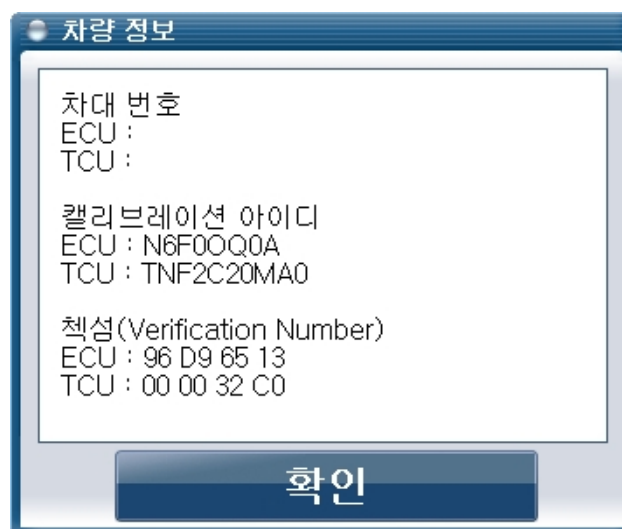 차량 정보
차대 번호
ECU :
TCU :
캘리브레이션 아이디
ECU : N6F0OQ0A
TCU : TNF2C20MA0
첵섬(Verification Number)
ECU : 96 D9 65 13
TCU : 00 00 32 C0
확인